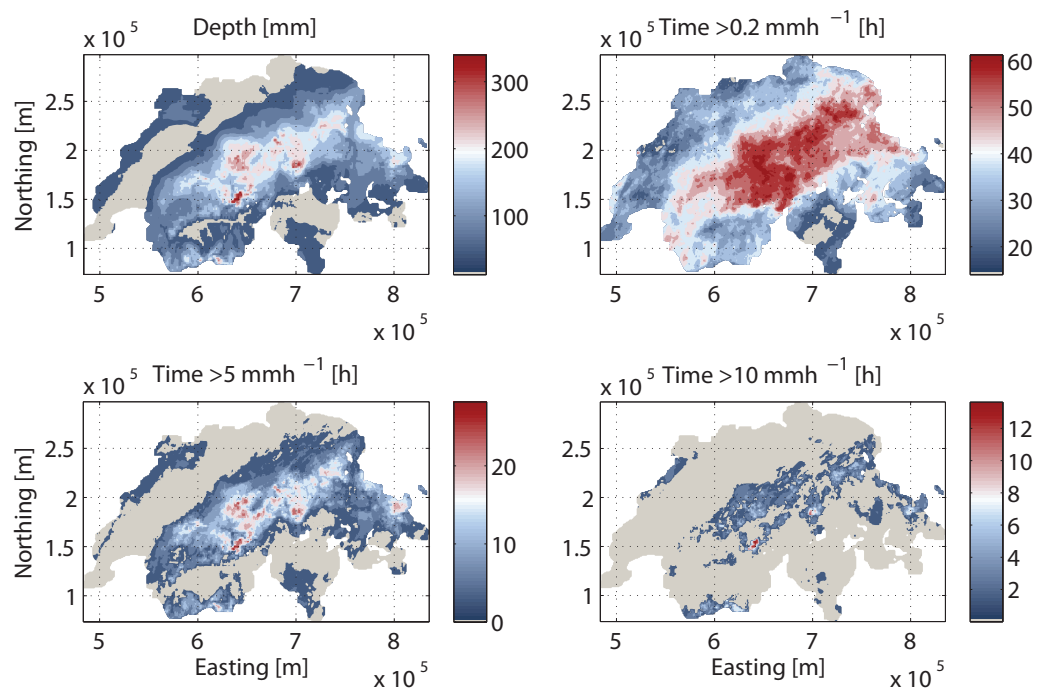 x 10 5 Depth [mm]
Northing [m]
2.5
2
1.5
1
5 6 7 8
x 10 5
300
200
100
x 10 5 Time >0.2 mmh −1 [h]
2.5
2
1.5
1
5 6 7 8
x 10 5
60
50
40
30
20
x 10 5 Time >5 mmh −1 [h]
Northing [m]
2.5
2
1.5
1
5 6 7 8
Easting [m]
x 10 5
20
10
0
x 10 5 Time >10 mmh −1 [h]
2.5
2
1.5
1
5 6 7 8
Easting [m]
x 10 5
12
10
8
6
4
2